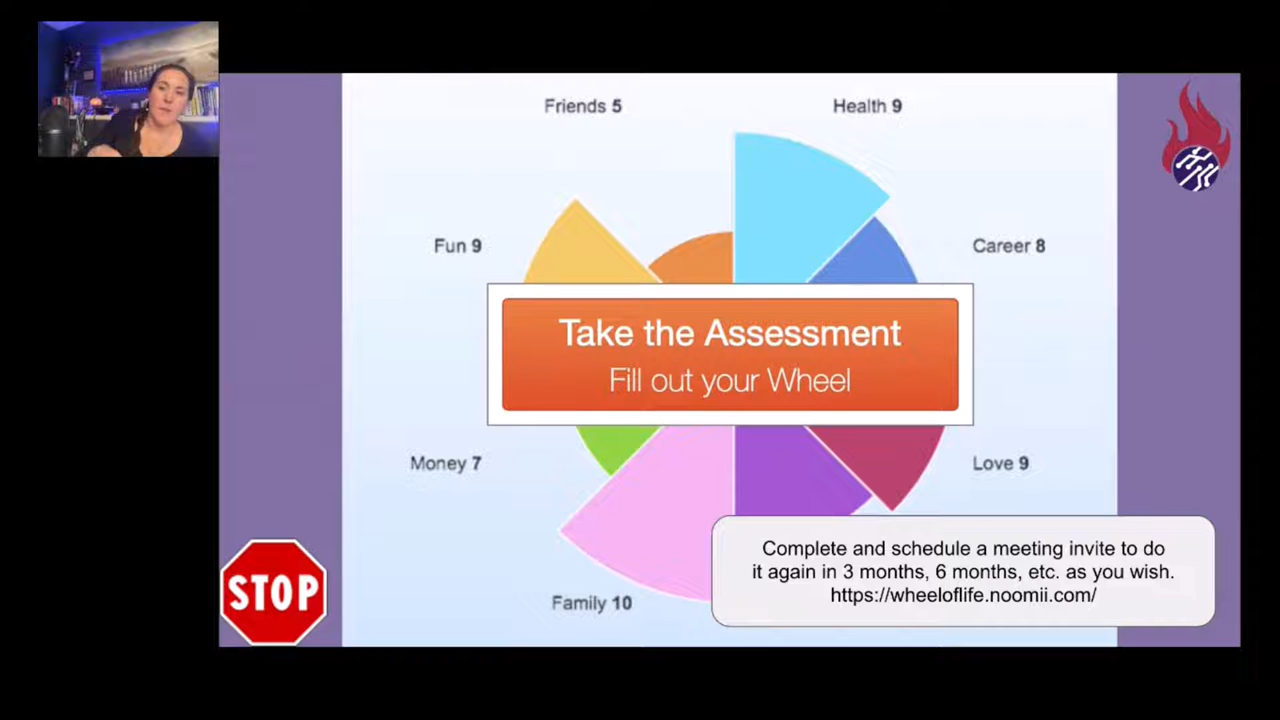 Friends 5
Health 9
Fun 9
Career 8
Take the Assessment
Fill out your Wheel
Money 7
Love 9
Complete and schedule a meeting invite to do
it again in 3 months, 6 months, etc. as you wish.
https://wheeloflife.noomii.com/
STOP
Family 10